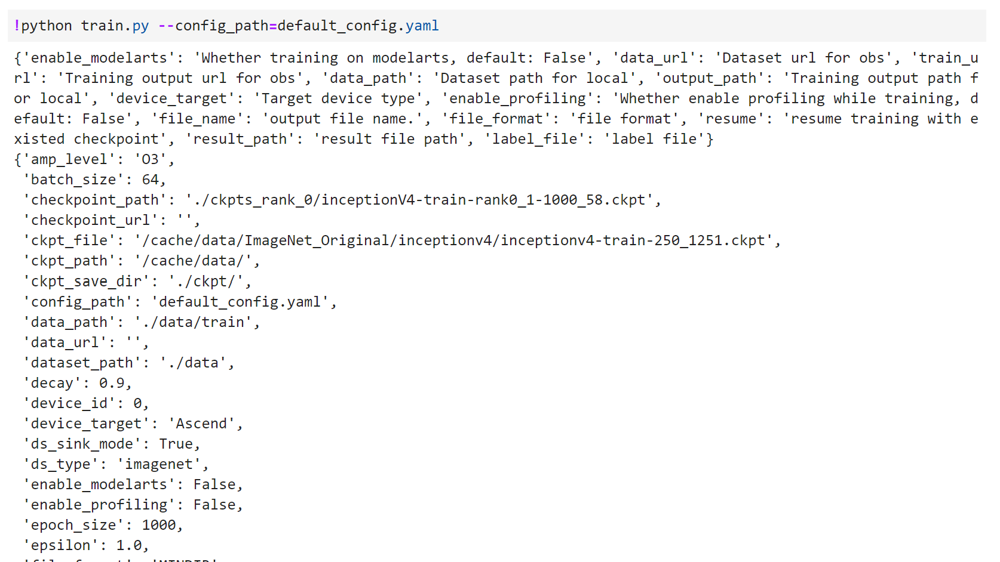 !python train.py --config_path=default_config.yaml
{'enable_modelarts': 'Whether training on modelarts, default: False', 'data_url': 'Dataset url for obs', 'train_u
rl': 'Training output url for obs', 'data_path': 'Dataset path for local', 'output_path': 'Training output path f
or local', 'device_target': 'Target device type', 'enable_profiling': 'Whether enable profiling while training, d
efault: False', 'file_name': 'output file name.', 'file_format': 'file format', 'resume': 'resume training with e
xisted checkpoint', 'result_path': 'result file path', 'label_file': 'label file'}
{'amp_level': 'O3',
'batch_size': 64,
'checkpoint_path': './ckpts_rank_0/inceptionV4-train-rank0_1-1000_58.ckpt',
'checkpoint_url': '',
'ckpt_file': '/cache/data/ImageNet_Original/inceptionv4/inceptionv4-train-250_1251.ckpt',
'ckpt_path': '/cache/data/',
'ckpt_save_dir': './ckpt/',
'config_path': 'default_config.yaml',
'data_path': './data/train',
'data_url': '',
'dataset_path': './data',
'decay': 0.9,
'device_id': 0,
'device_target': 'Ascend',
'ds_sink_mode': True,
'ds_type': 'imagenet',
'enable_modelarts': False,
'enable_profiling': False,
'epoch_size': 1000,
'epsilon': 1.0,